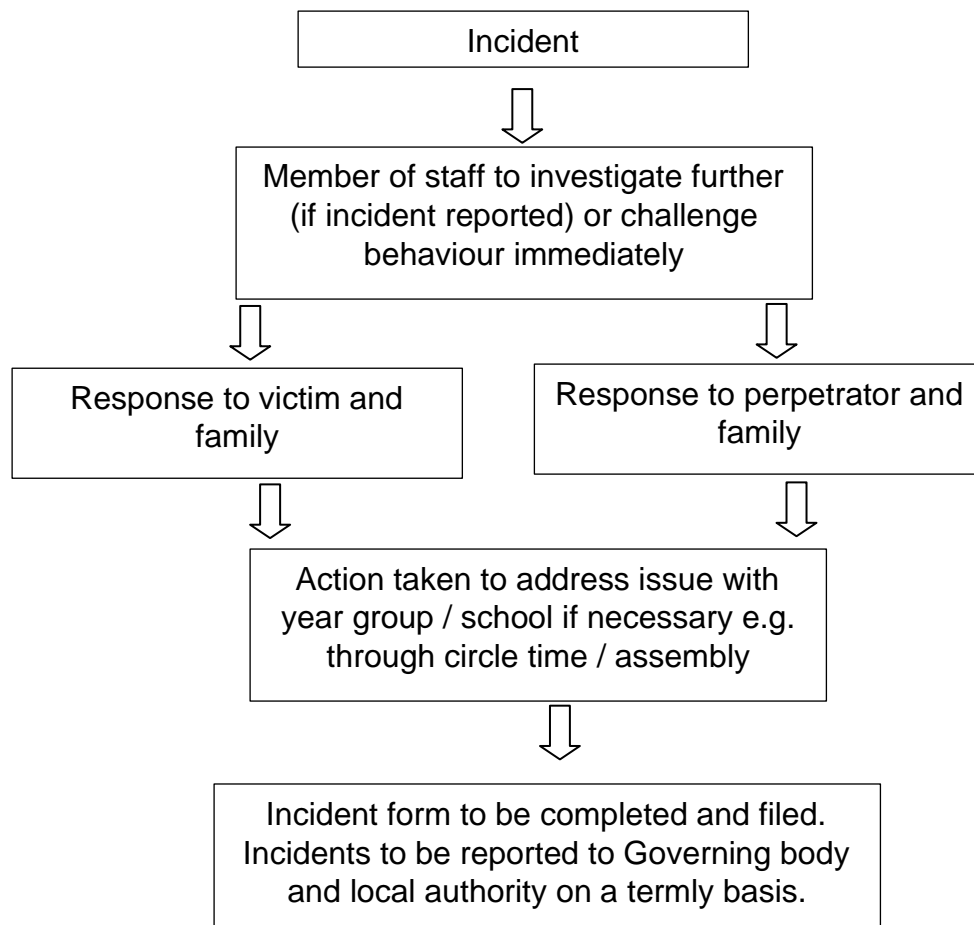 Incident
Member of staff to investigate further
(if incident reported) or challenge
behaviour immediately
Response to victim and
family
Response to perpetrator and
family
Action taken to address issue with
year group / school if necessary e.g.
through circle time / assembly
Incident form to be completed and filed.
Incidents to be reported to Governing body
and local authority on a termly basis.